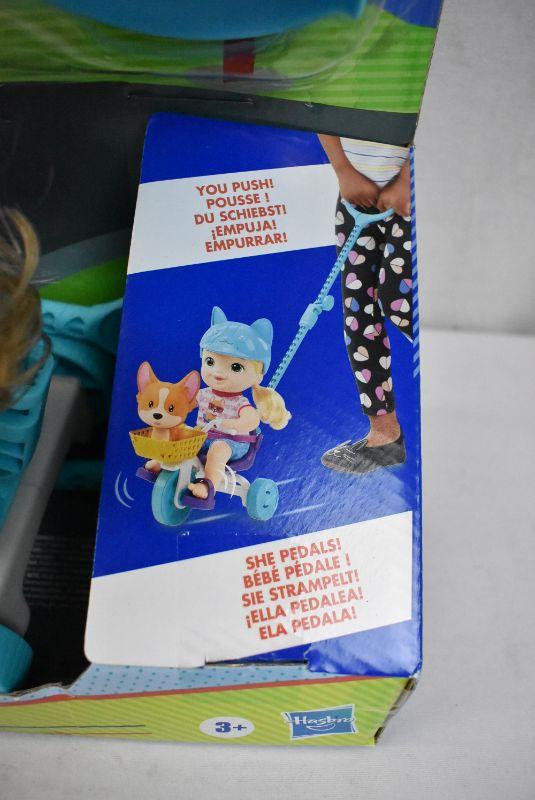 YOU PUSH!
POUSSE !
DU SCHIEBST!
¡EMPUJA!
EMPURRAR!
SHE PEDALS!
BÉBÉ PÉDALE !
SIE STRAMPELT!
¡ELLA PEDALEA!
ELA PEDALA!
3+
Hasbro